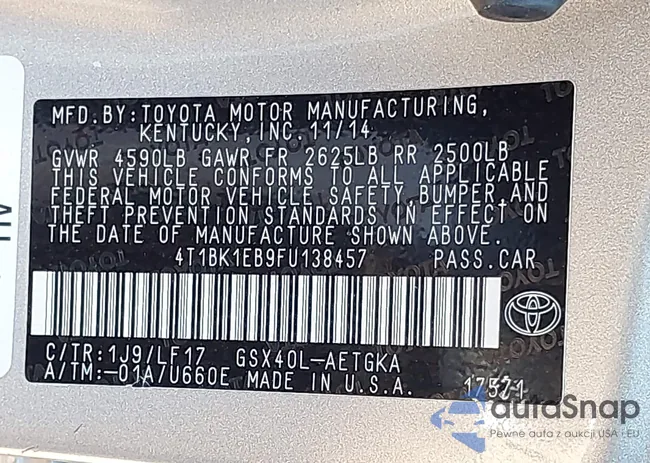 MFD.BY:TOYOTA MOTOR MANUFACTURING,
KENTUCKY,INC.11/14
GVWR 4590LB GAWR FR 2625LB RR 2500LB
THIS VEHICLE CONFORMS TO ALL APPLICABLE
FEDERAL MOTOR VEHICLE SAFETY,BUMPER,AND
THEFT PREVENTION STANDARDS IN EFFECT ON
THE DATE OF MANUFACTURE SHOWN ABOVE.
4T1BK1EB9FU138457 PASS.CAR
C/TR:1J9/LF17 GSX40L-AETGKA
A/TM:-01A/U660E MADE IN U.S.A.
autoSnap
Pewne auta z aukcji USA i EU